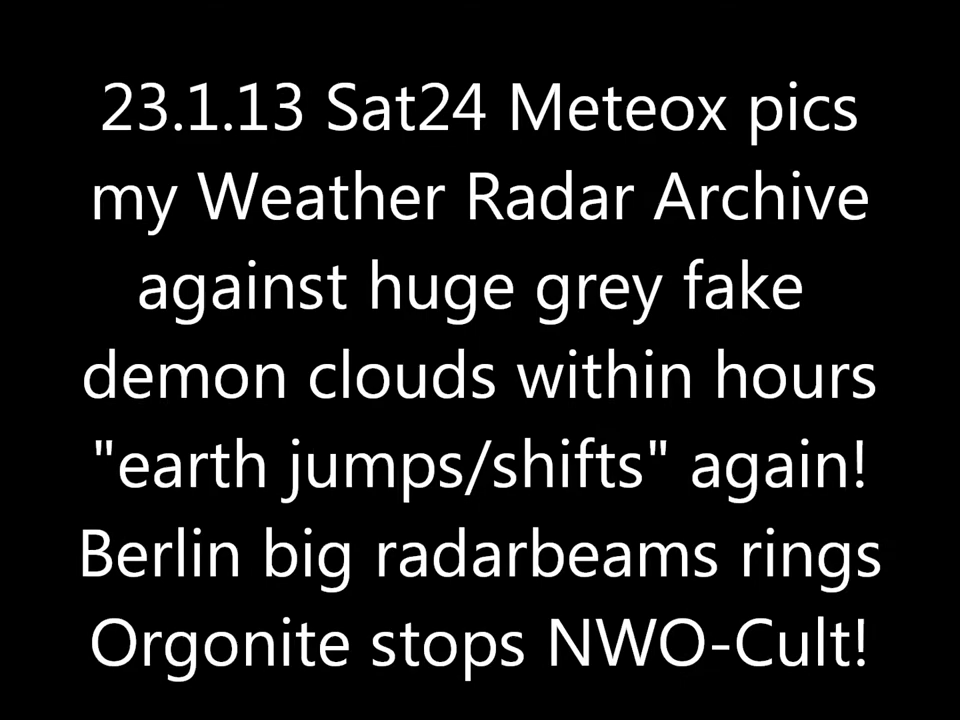 23.1.13 Sat24 Meteox pics
my Weather Radar Archive
against huge grey fake
demon clouds within hours
"earth jumps/shifts" again!
Berlin big radarbeams rings
Orgonite stops NWO-Cult!